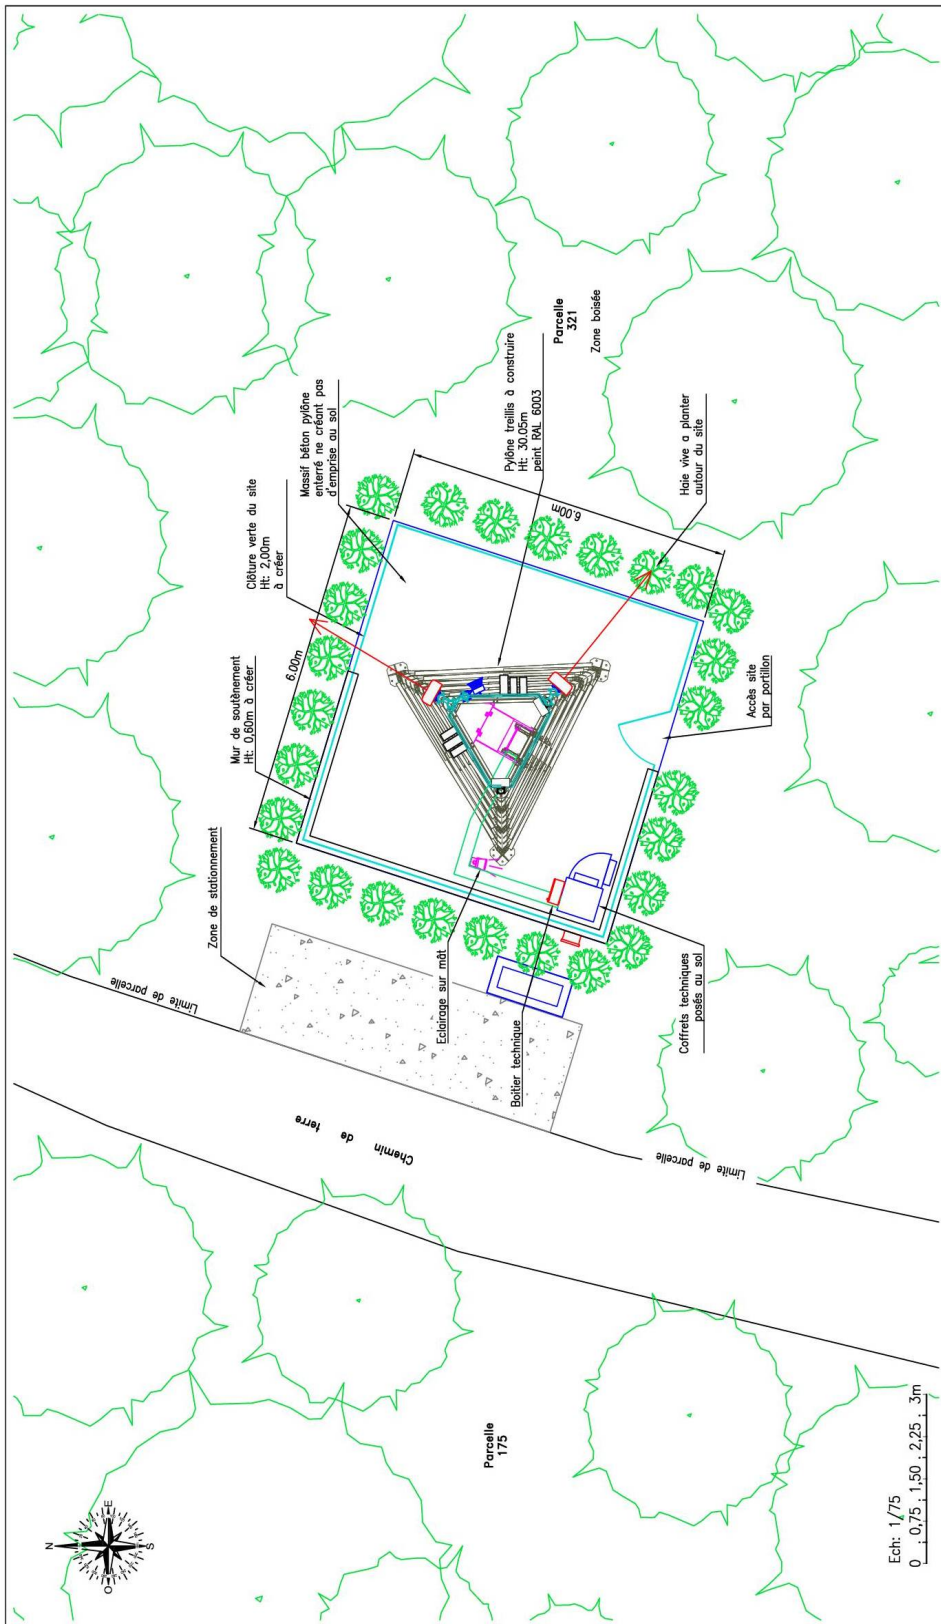 N
O
E
S
Parcelle
175
Ech: 1/75
0 0,75 1,50 2,25 3m
Chemin de terre
Limite de parcelle
Limite de parcelle
Zone de stationnement
Mur de soutènement
Ht: 0,60m à créer
Clôture verte du site
Ht: 2,00m
à créer
Massif béton pylône
enterré ne créant pas
d'emprise au sol
6.00m
6.00m
Pylône treillis à construire
Ht: 30.05m
peint RAL 6003
Parcelle
321
Zone boisée
Haie vive a planter
autour du site
Accès site
par portillon
Eclairage sur mât
Boitier technique
Coffrets techniques
posés au sol